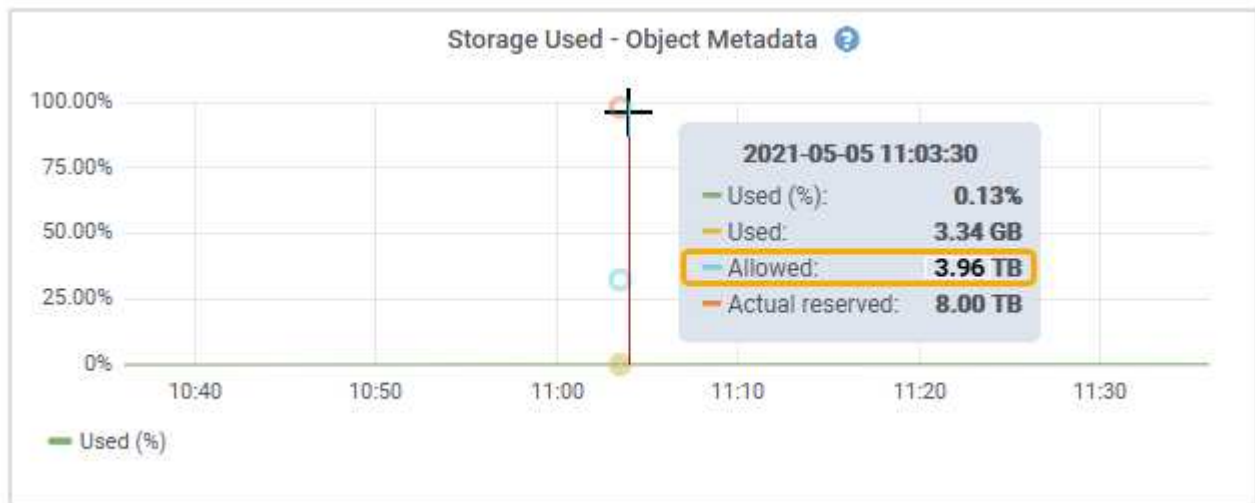 Storage Used - Object Metadata ?
100.00%
75.00%
50.00%
25.00%
0%
2021-05-05 11:03:30
Used (%): 0.13%
Used: 3.34 GB
Allowed: 3.96 TB
Actual reserved: 8.00 TB
10:40 10:50 11:00 11:10 11:20 11:30
Used (%)